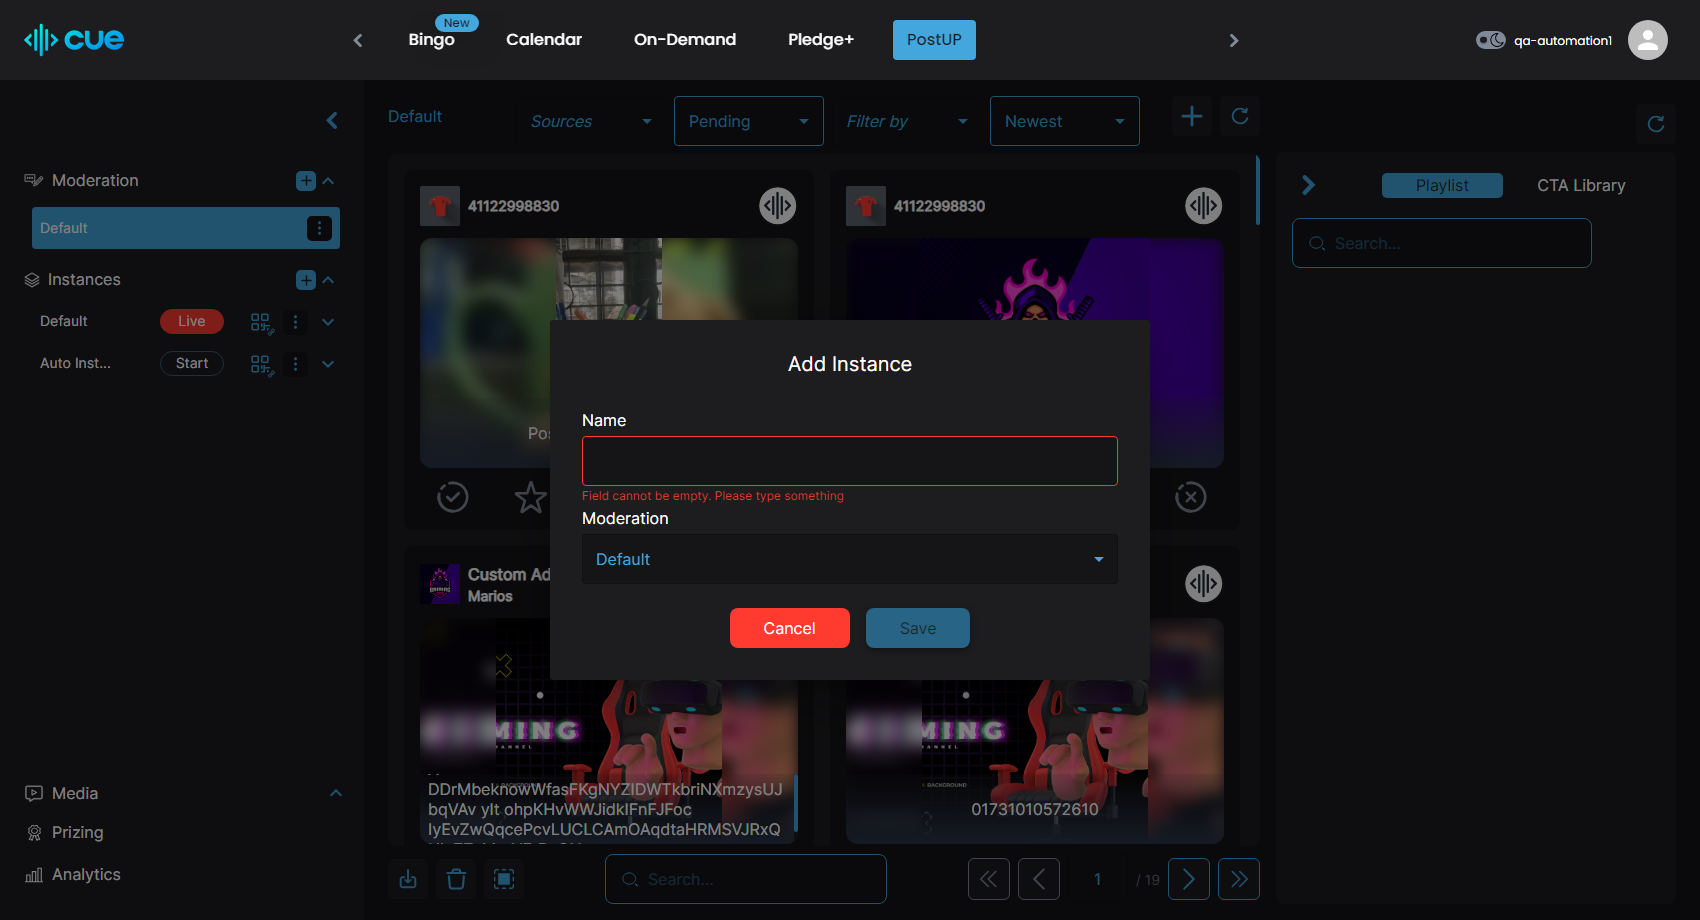 cue
New
Bingo
Calendar
On-Demand
Pledge+
PostUP
qa-automation1
Default
Sources
Pending
Filter by
Newest
Moderation
Default
Instances
Default
Live
Auto Inst...
Start
Media
Prizing
Analytics
41122998830
41122998830
Playlist
CTA Library
Search...
Add Instance
Name
Field cannot be empty. Please type something
Moderation
Default
Cancel
Save
Custom Ad
Marios
MING
MING
BACKGROUND
DDrMbeknowWfasFKgNYZIDWTkbriNXmzysUJ
bqVAv yIt ohpKHvWWJidkIFnFJFoc
IyEvZwQqcePcvLUCLCAmOAqdtaHRMSVJRxQ
01731010572610
Search...
1
/ 19